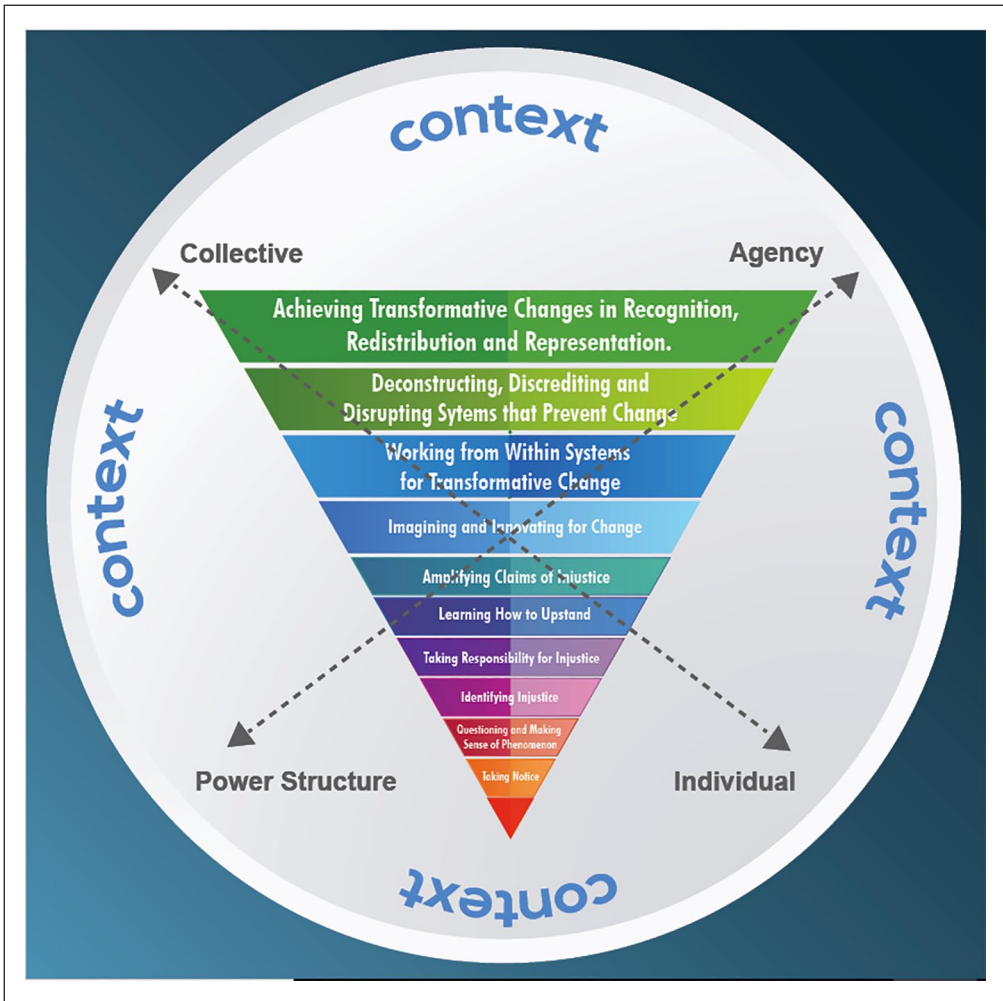 context
Collective
Agency
Achieving Transformative Changes in Recognition,
Redistribution and Representation.
Deconstructing, Discrediting and
Disrupting Sytems that Prevent Change
context
context
Working from Within Systems
for Transformative Change
Imagining and Innovating for Change
Amplifying Claims of Injustice
Learning How to Upstand
Taking Responsibility for Injustice
Identifying Injustice
Questioning and Making
Sense of Phenomenon
Taking Notice
Power Structure
Individual
context